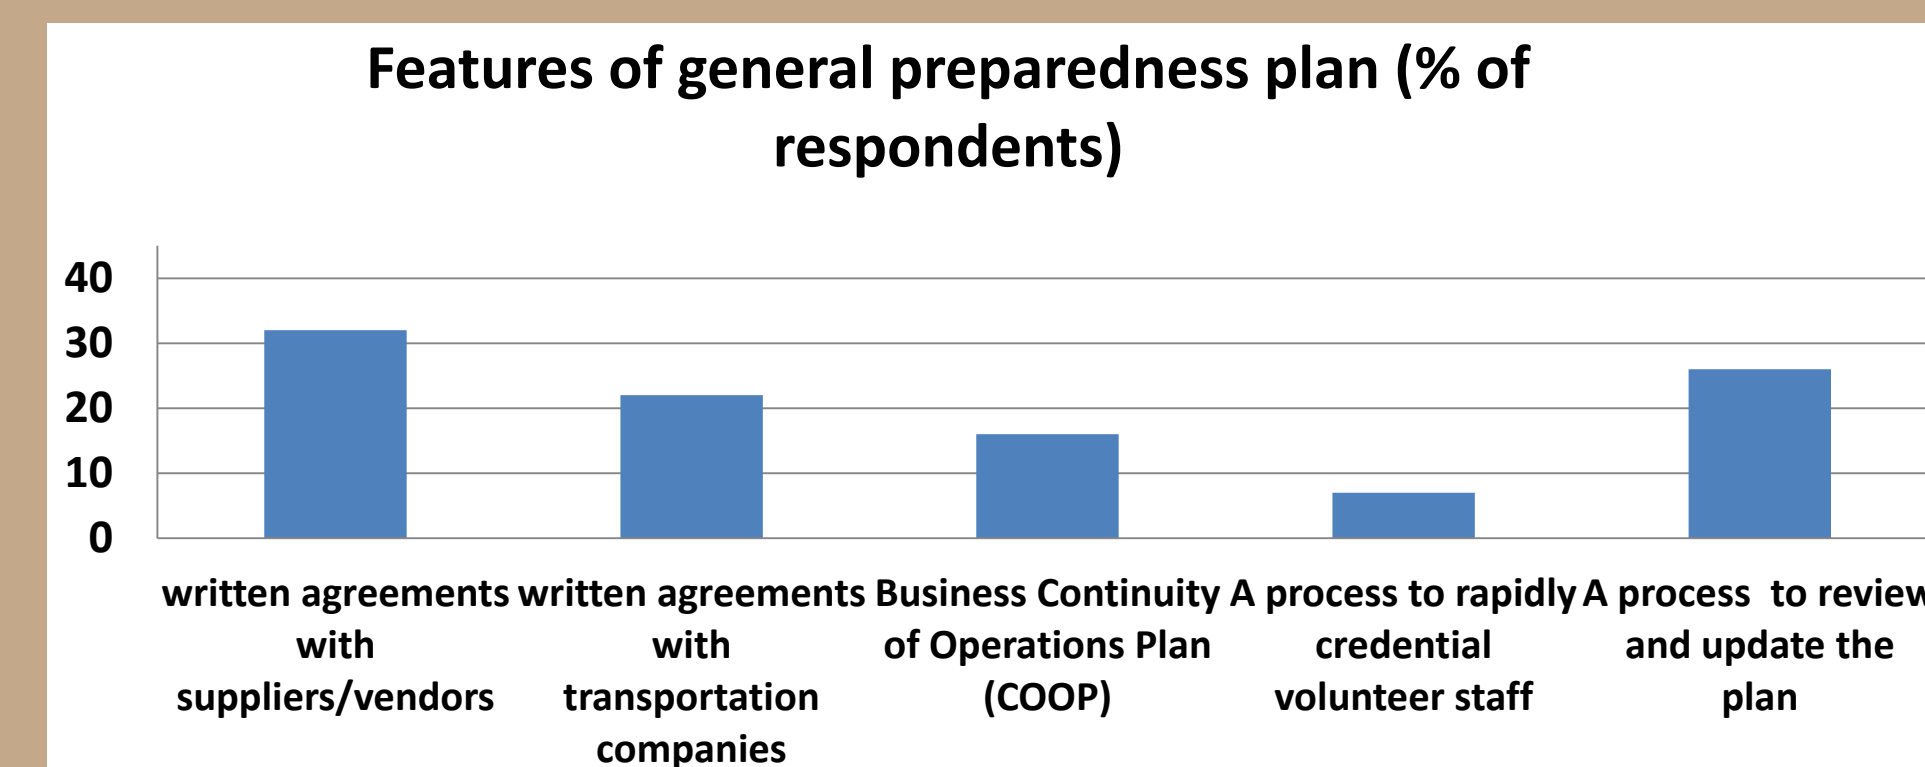 Features of general preparedness plan (% of
respondents)
40
30
20
10
0
written agreements
with
suppliers/vendors
written agreements
with
transportation
companies
Business Continuity
of Operations Plan
(COOP)
A process to rapidly
credential
volunteer staff
A process to review
and update the
plan